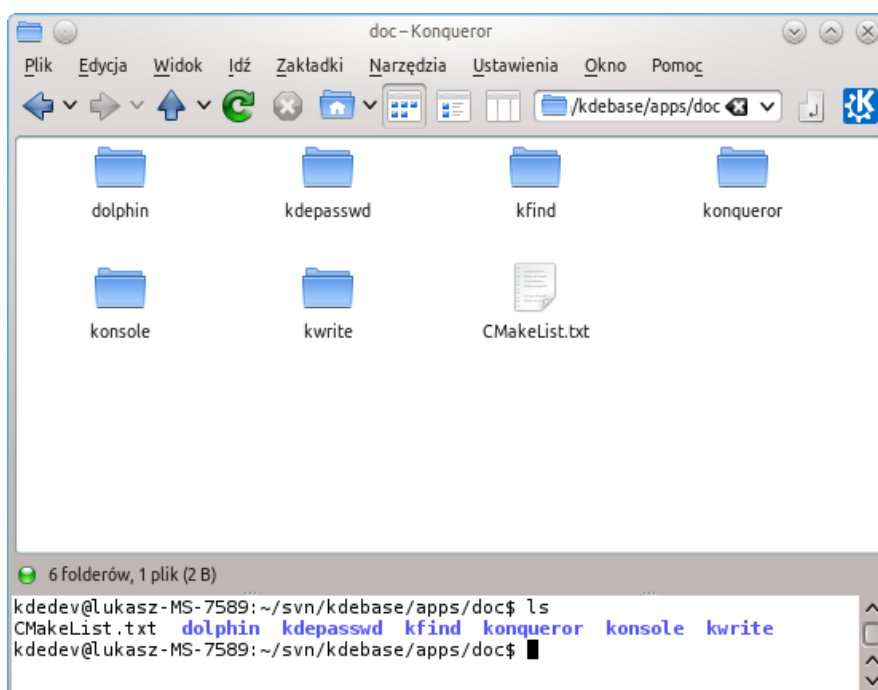 doc – Konqueror
Plik Edycja Widok Idź Zakładki Narzędzia Ustawienia Okno Pomoc
/kdebase/apps/doc
dolphin kdepasswd kfind konqueror
konsole kwrite CMakeList.txt
6 folderów, 1 plik (2 B)
kdedev@lukasz-MS-7589:~/svn/kdebase/apps/doc$ ls
CMakeList.txt dolphin kdepasswd kfind konqueror konsole kwrite
kdedev@lukasz-MS-7589:~/svn/kdebase/apps/doc$